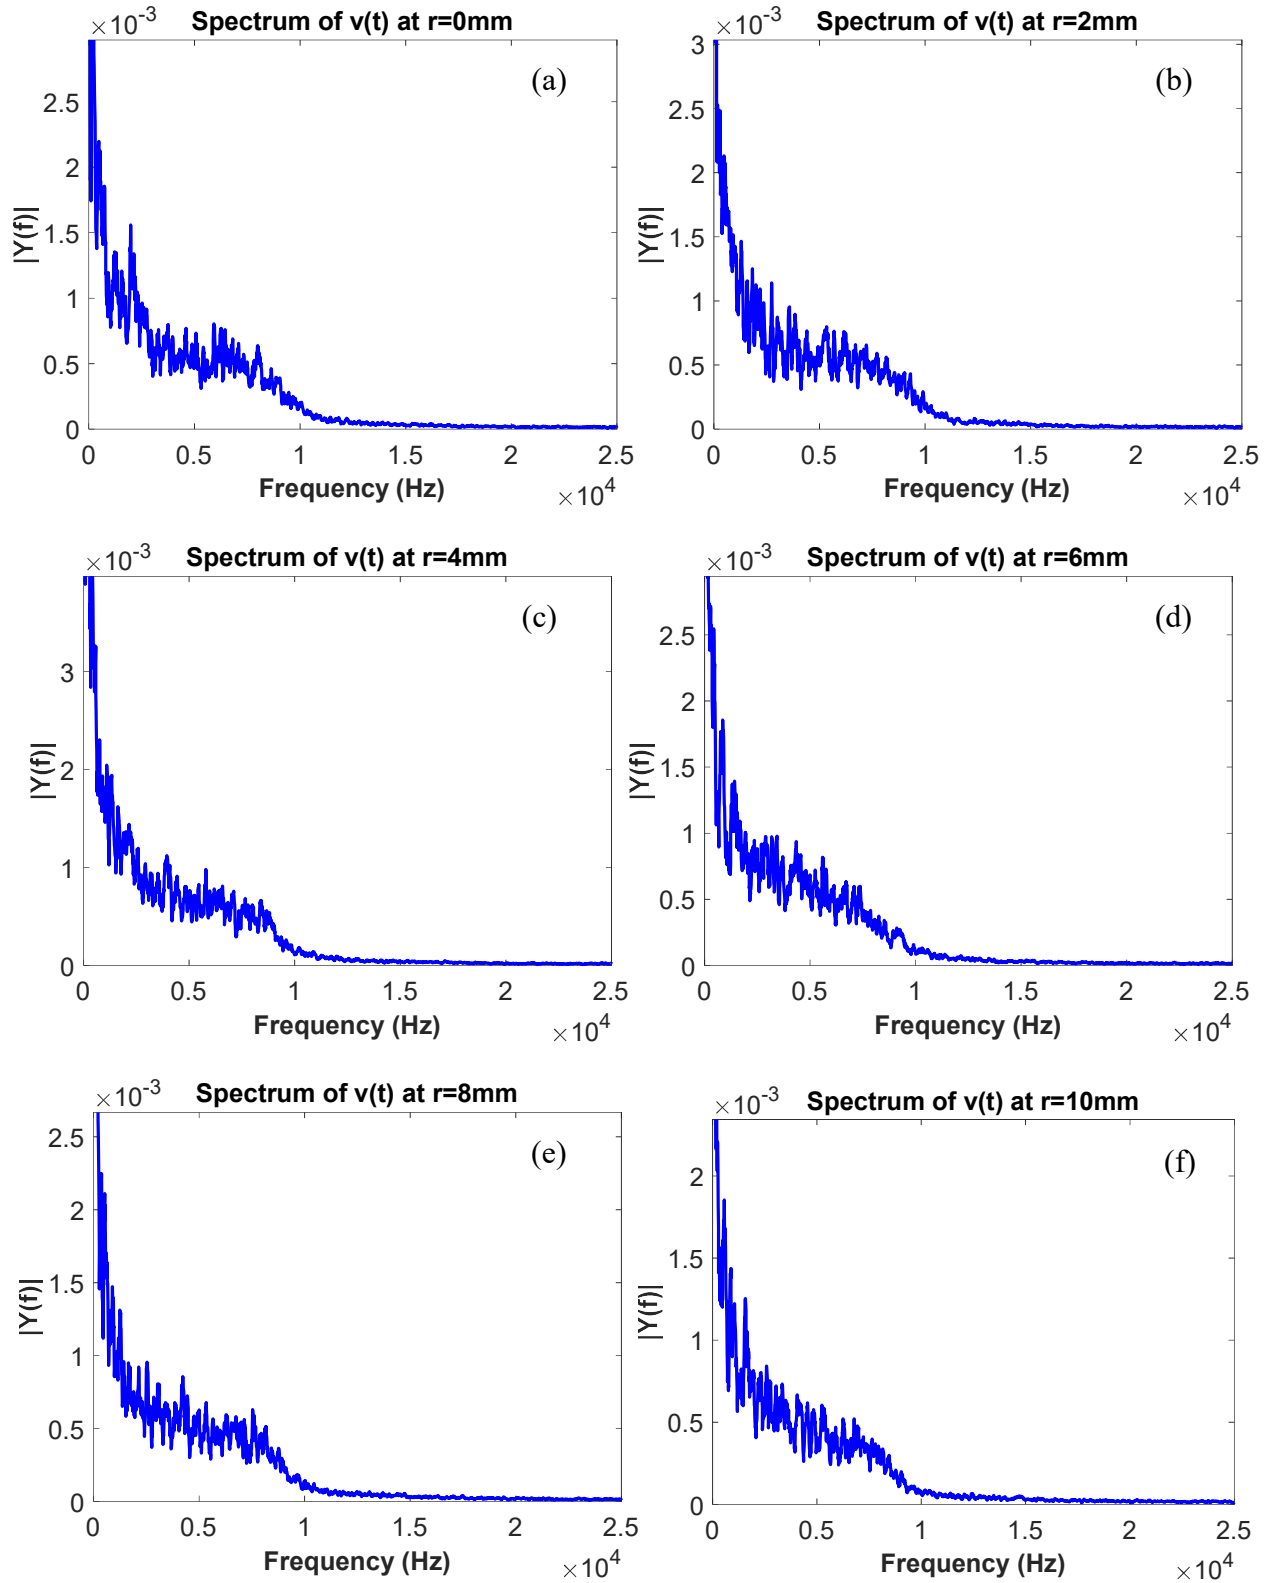 ×10-3
Spectrum of v(t) at r=0mm
(a)
2.5
2
1.5
1
0.5
0
|Y(f)|
0 0.5 1 1.5 2 2.5
Frequency (Hz)
×104
×10-3
Spectrum of v(t) at r=2mm
(b)
3
2.5
2
1.5
1
0.5
0
|Y(f)|
0 0.5 1 1.5 2 2.5
Frequency (Hz)
×104
×10-3
Spectrum of v(t) at r=4mm
(c)
3
2
1
0
|Y(f)|
0 0.5 1 1.5 2 2.5
Frequency (Hz)
×104
×10-3
Spectrum of v(t) at r=6mm
(d)
2.5
2
1.5
1
0.5
0
|Y(f)|
0 0.5 1 1.5 2 2.5
Frequency (Hz)
×104
×10-3
Spectrum of v(t) at r=8mm
(e)
2.5
2
1.5
1
0.5
0
|Y(f)|
0 0.5 1 1.5 2 2.5
Frequency (Hz)
×104
×10-3
Spectrum of v(t) at r=10mm
(f)
2
1.5
1
0.5
0
|Y(f)|
0 0.5 1 1.5 2 2.5
Frequency (Hz)
×104